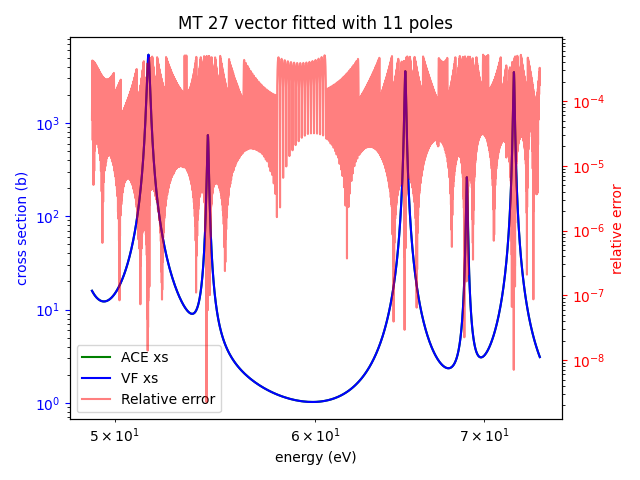 MT 27 vector fitted with 11 poles
cross section (b)
10³
10²
10¹
10⁰
10⁻⁴
10⁻⁵
10⁻⁶
10⁻⁷
10⁻⁸
relative error
ACE xs
VF xs
Relative error
5 × 10¹ 6 × 10¹ 7 × 10¹
energy (eV)